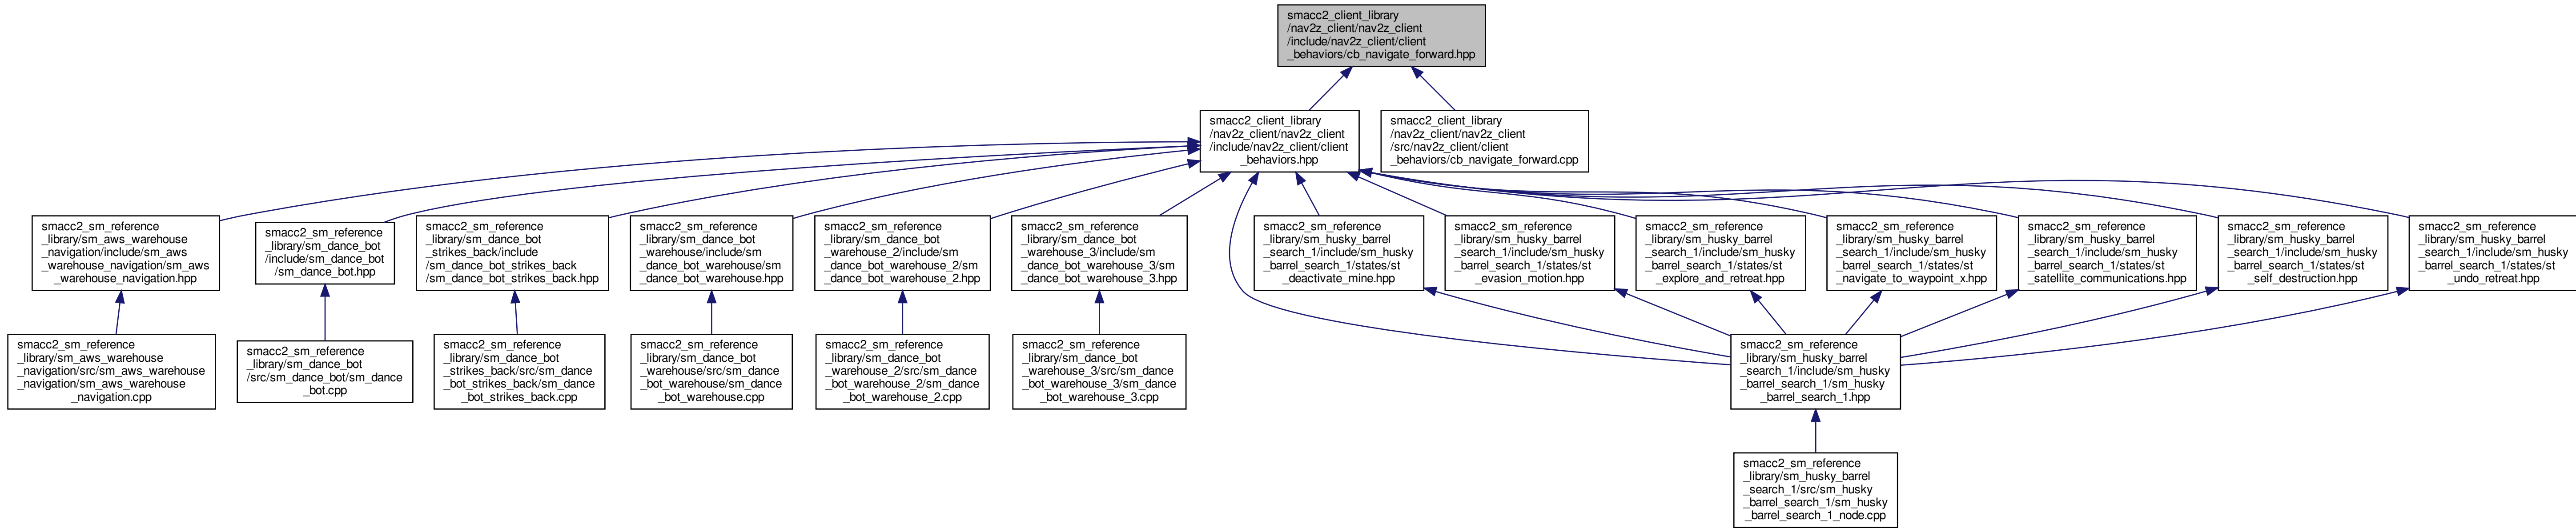 smacc2_client_library
/nav2z_client/nav2z_client
/include/nav2z_client/client
_behaviors/cb_navigate_forward.hpp
smacc2_client_library
/nav2z_client/nav2z_client
/include/nav2z_client/client
_behaviors.hpp
smacc2_client_library
/nav2z_client/nav2z_client
/src/nav2z_client/client
_behaviors/cb_navigate_forward.cpp
smacc2_sm_reference
_library/sm_aws_warehouse
_navigation/include/sm_aws
_warehouse_navigation/sm_aws
_warehouse_navigation.hpp
smacc2_sm_reference
_library/sm_dance_bot
/include/sm_dance_bot
/sm_dance_bot.hpp
smacc2_sm_reference
_library/sm_dance_bot
_strikes_back/include
/sm_dance_bot_strikes_back
/sm_dance_bot_strikes_back.hpp
smacc2_sm_reference
_library/sm_dance_bot
_warehouse/include/sm
_dance_bot_warehouse/sm
_dance_bot_warehouse.hpp
smacc2_sm_reference
_library/sm_dance_bot
_warehouse_2/include/sm
_dance_bot_warehouse_2/sm
_dance_bot_warehouse_2.hpp
smacc2_sm_reference
_library/sm_dance_bot
_warehouse_3/include/sm
_dance_bot_warehouse_3/sm
_dance_bot_warehouse_3.hpp
smacc2_sm_reference
_library/sm_husky_barrel
_search_1/include/sm_husky
_barrel_search_1/states/st
_deactivate_mine.hpp
smacc2_sm_reference
_library/sm_husky_barrel
_search_1/include/sm_husky
_barrel_search_1/states/st
_evasion_motion.hpp
smacc2_sm_reference
_library/sm_husky_barrel
_search_1/include/sm_husky
_barrel_search_1/states/st
_explore_and_retreat.hpp
smacc2_sm_reference
_library/sm_husky_barrel
_search_1/include/sm_husky
_barrel_search_1/states/st
_navigate_to_waypoint_x.hpp
smacc2_sm_reference
_library/sm_husky_barrel
_search_1/include/sm_husky
_barrel_search_1/states/st
_satellite_communications.hpp
smacc2_sm_reference
_library/sm_husky_barrel
_search_1/include/sm_husky
_barrel_search_1/states/st
_self_destruction.hpp
smacc2_sm_reference
_library/sm_husky_barrel
_search_1/include/sm_husky
_barrel_search_1/states/st
_undo_retreat.hpp
smacc2_sm_reference
_library/sm_aws_warehouse
_navigation/src/sm_aws_warehouse
_navigation/sm_aws_warehouse
_navigation.cpp
smacc2_sm_reference
_library/sm_dance_bot
/src/sm_dance_bot/sm_dance
_bot.cpp
smacc2_sm_reference
_library/sm_dance_bot
_strikes_back/src/sm_dance
_bot_strikes_back/sm_dance
_bot_strikes_back.cpp
smacc2_sm_reference
_library/sm_dance_bot
_warehouse/src/sm_dance
_bot_warehouse/sm_dance
_bot_warehouse.cpp
smacc2_sm_reference
_library/sm_dance_bot
_warehouse_2/src/sm_dance
_bot_warehouse_2/sm_dance
_bot_warehouse_2.cpp
smacc2_sm_reference
_library/sm_dance_bot
_warehouse_3/src/sm_dance
_bot_warehouse_3/sm_dance
_bot_warehouse_3.cpp
smacc2_sm_reference
_library/sm_husky_barrel
_search_1/include/sm_husky
_barrel_search_1/sm_husky
_barrel_search_1.hpp
smacc2_sm_reference
_library/sm_husky_barrel
_search_1/src/sm_husky
_barrel_search_1/sm_husky
_barrel_search_1_node.cpp